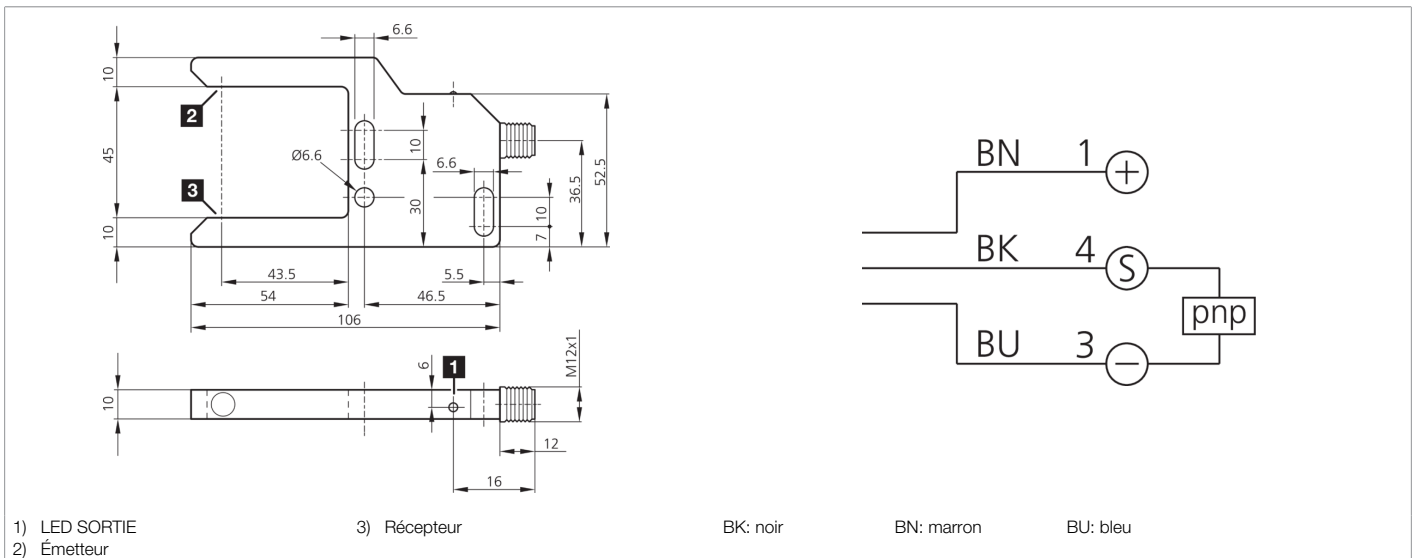 6.6
10
2
45
Ø6.6
10
6.6
3
30
10
7
36.5
52.5
10
43.5
5.5
54
46.5
106
6
1
M12x1
10
12
16
BN 1 +
BK 4 S
pnp
BU 3 −
1) LED SORTIE 3) Récepteur BK: noir BN: marron BU: bleu
2) Émetteur